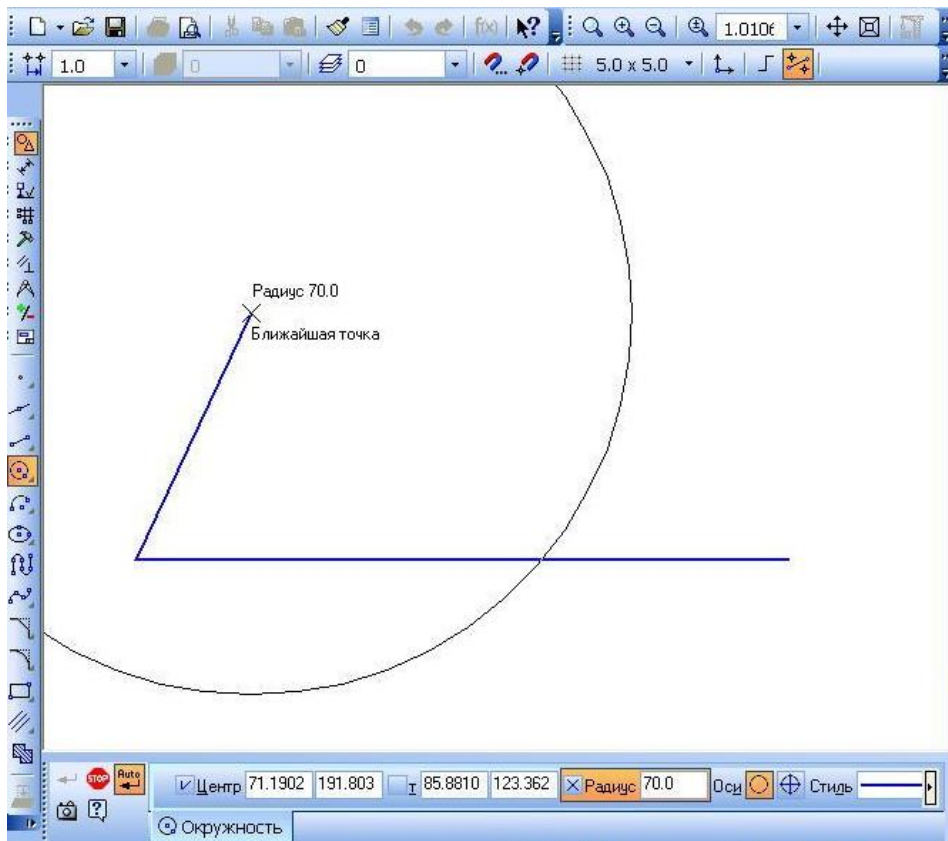 f(x) 1.0106
1.0 0 0 5.0 x 5.0
Радиус 70.0
Ближайшая точка
STOP Auto Центр 71.1902 191.803 т 85.8810 123.362 Радиус 70.0 Оси Стиль
Окружность